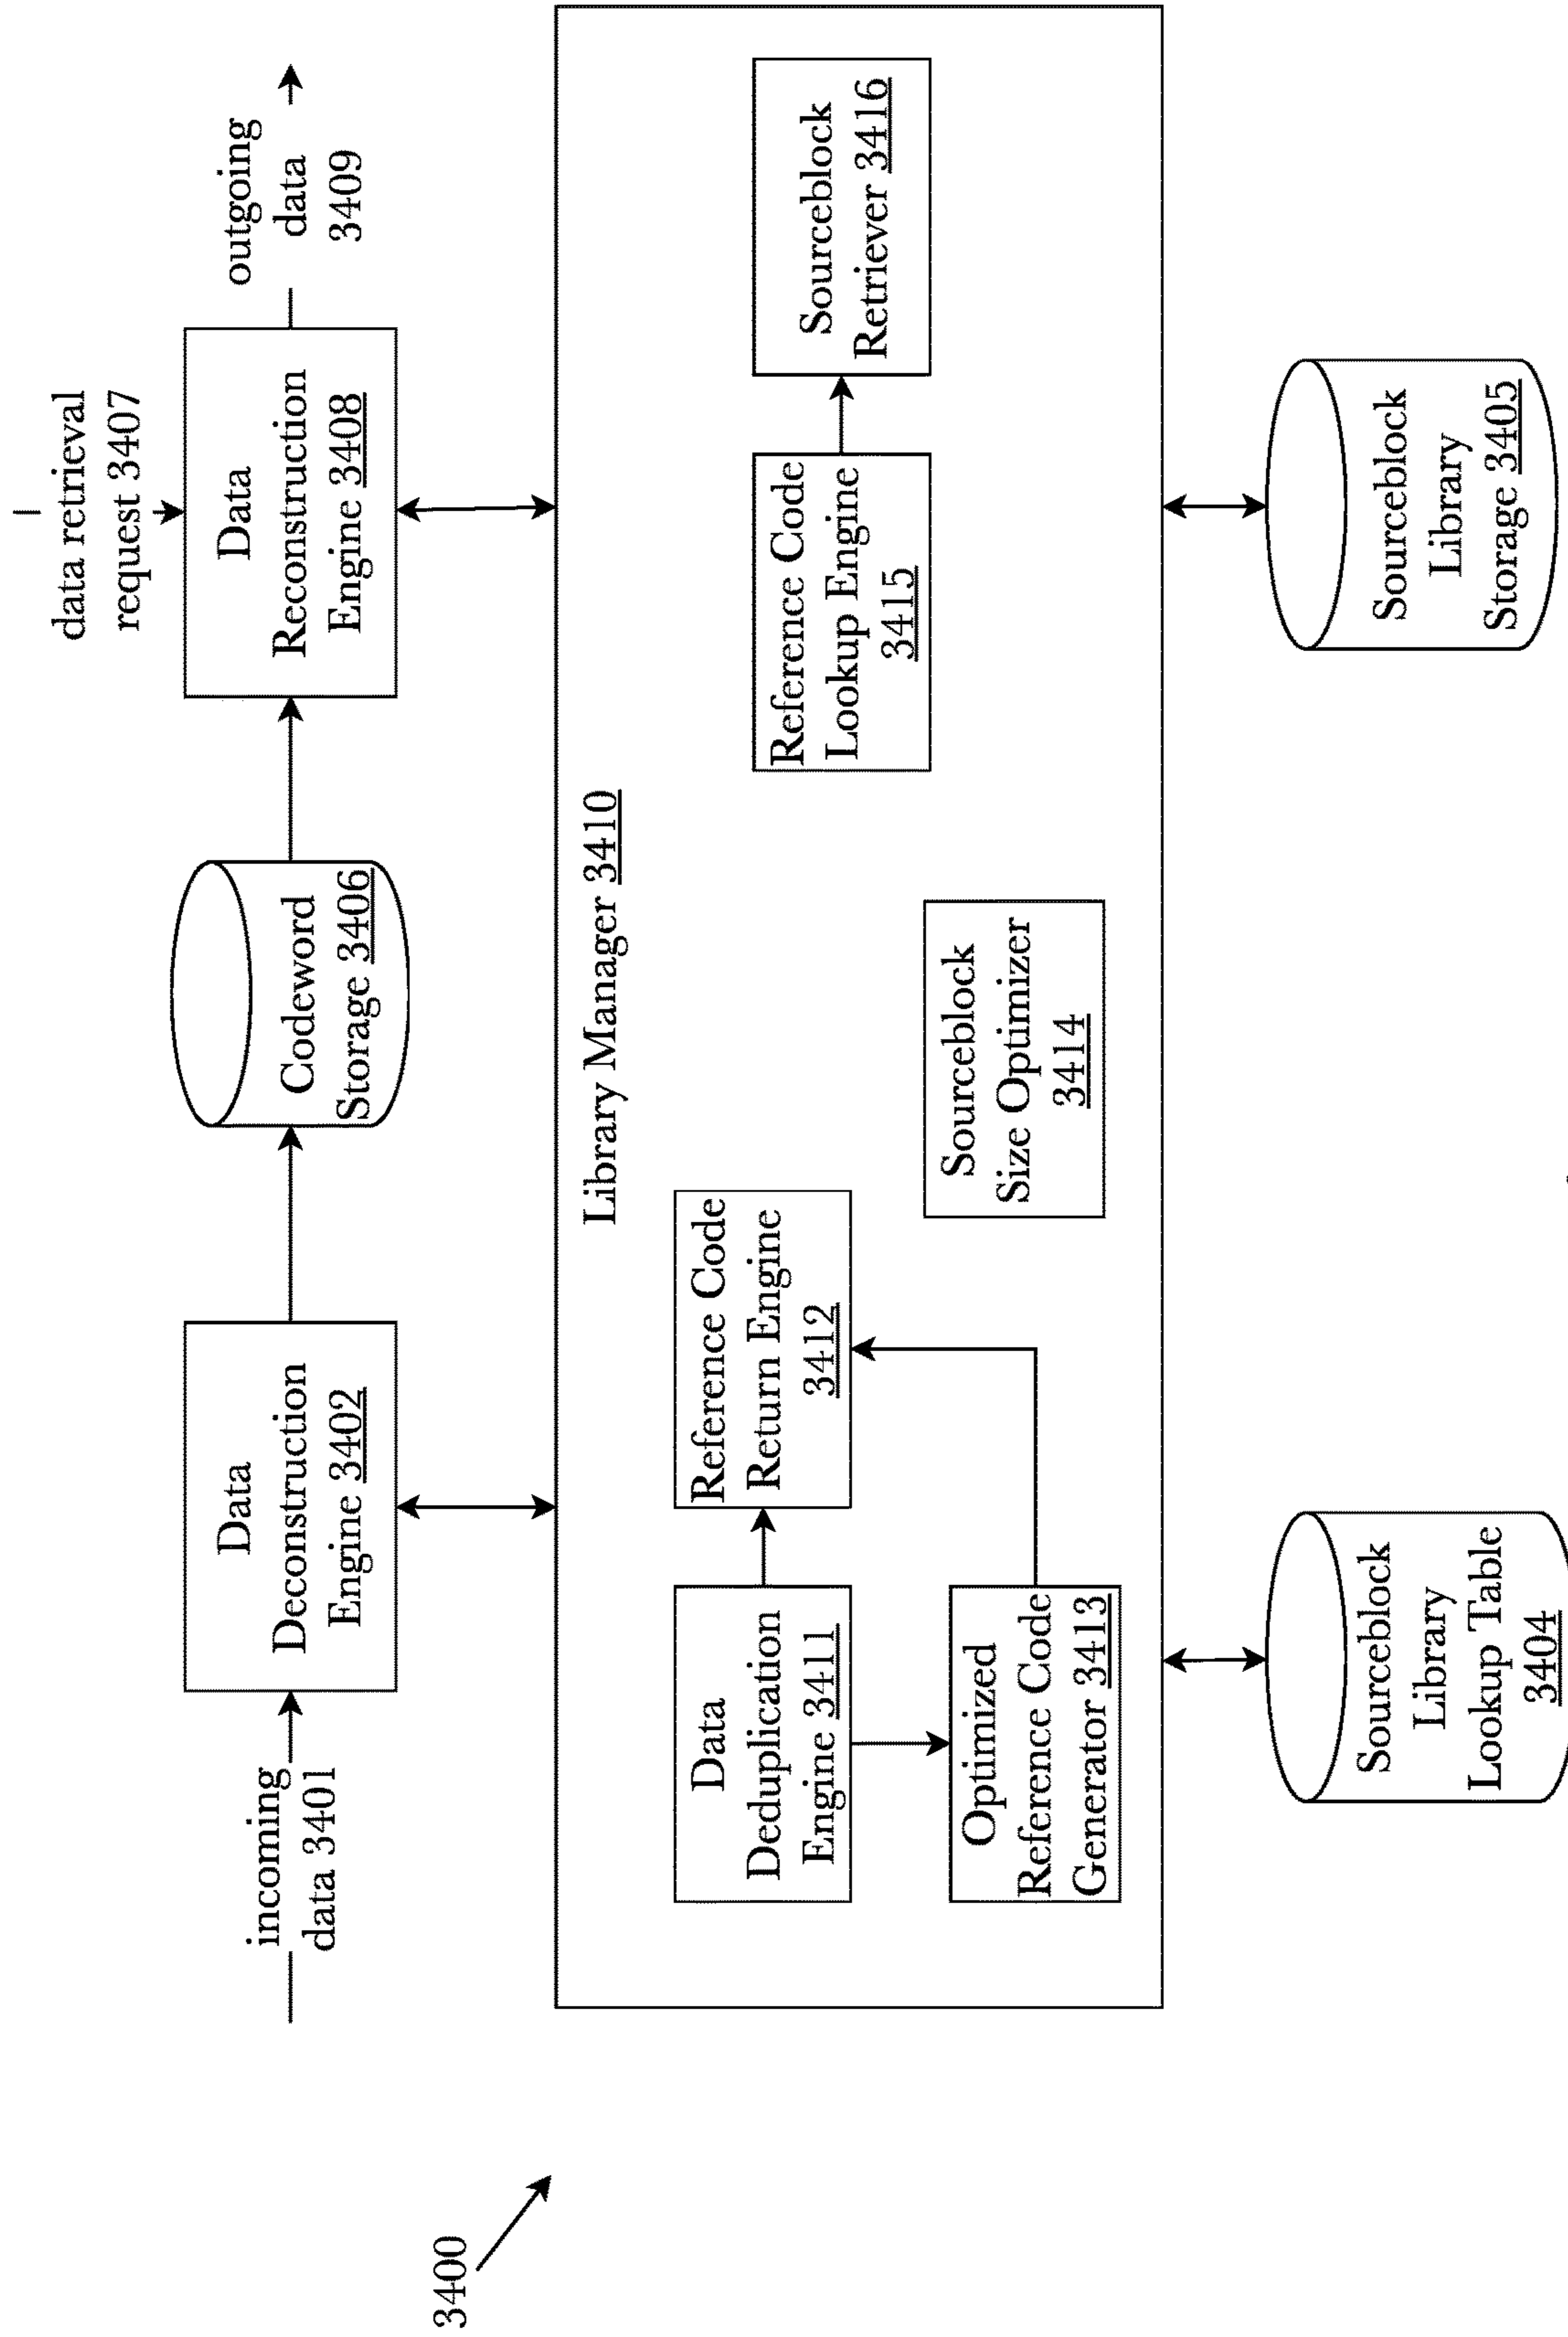 data retrieval
request 3407
incoming
data 3401
Data
Deconstruction
Engine 3402
Codeword
Storage 3406
Data
Reconstruction
Engine 3408
outgoing
data
3409
3400
Library Manager 3410
Data
Deduplication
Engine 3411
Reference Code
Return Engine
3412
Optimized
Reference Code
Generator 3413
Sourceblock
Size Optimizer
3414
Reference Code
Lookup Engine
3415
Sourceblock
Retriever 3416
Sourceblock
Library
Lookup Table
3404
Sourceblock
Library
Storage 3405